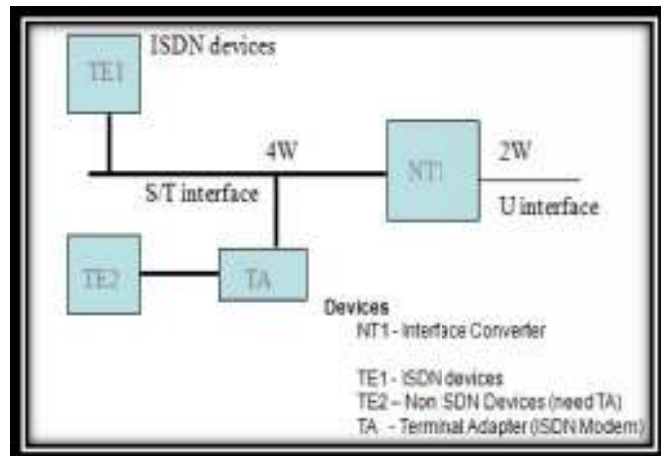 ISDN devices
TE1
4W
2W
NT1
S/T interface
U interface
TE2
TA
Devices
NT1 - Interface Converter
TE1 - ISDN devices
TE2 – Non SDN Devices (need TA)
TA - Terminal Adapter (ISDN Modem)